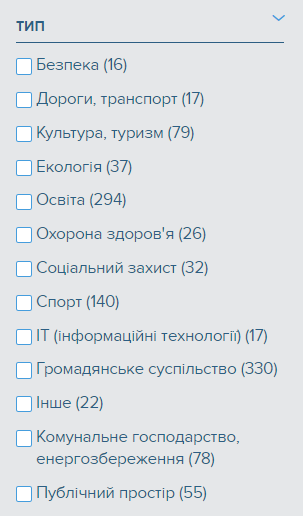 ТИП
Безпека (16)
Дороги, транспорт (17)
Культура, туризм (79)
Екологія (37)
Освіта (294)
Охорона здоров'я (26)
Соціальний захист (32)
Спорт (140)
ІТ (інформаційні технології) (17)
Громадянське суспільство (330)
Інше (22)
Комунальне господарство,
енергозбереження (78)
Публічний простір (55)